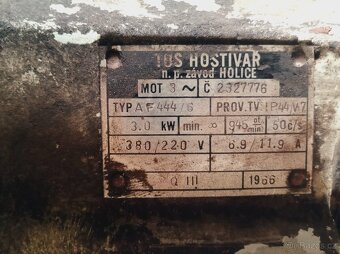 TOS HOSTIVAŘ
n. p. závod HOLICE
MOT 3 ~ Č 2327776
TYP AF 444/6 PROV. TV. IP44/V7
3.0 kW min. 945 ot/min 50 c/s
380/220 V 6.9/11.9 A
Q III 1966